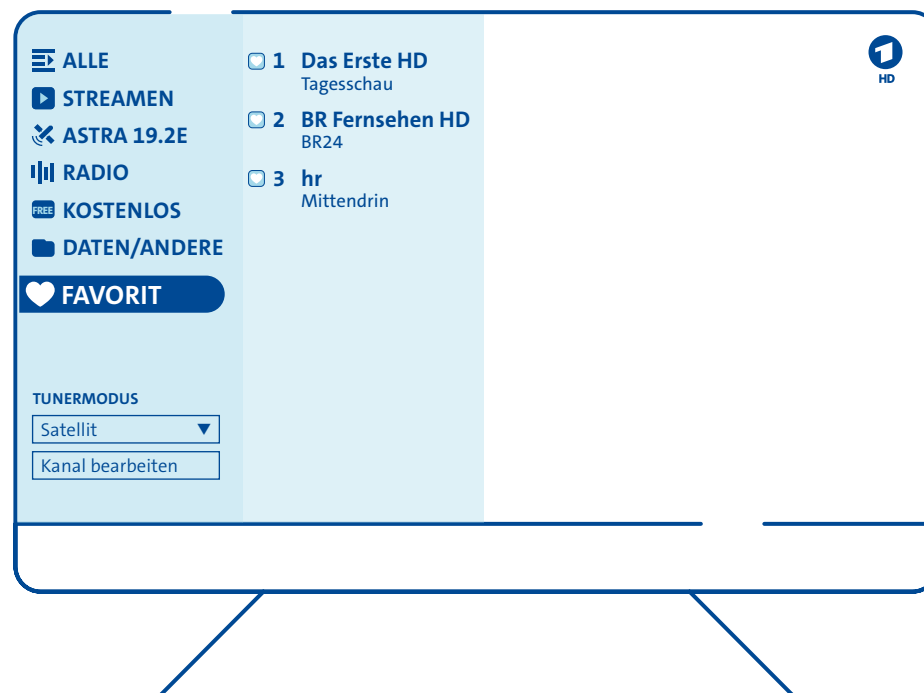 ALLE
STREAMEN
ASTRA 19.2E
RADIO
FREE KOSTENLOS
DATEN/ANDERE
FAVORIT
TUNERMODUS
Satellit
Kanal bearbeiten
1 Das Erste HD
Tagesschau
2 BR Fernsehen HD
BR24
3 hr
Mittendrin
1
HD